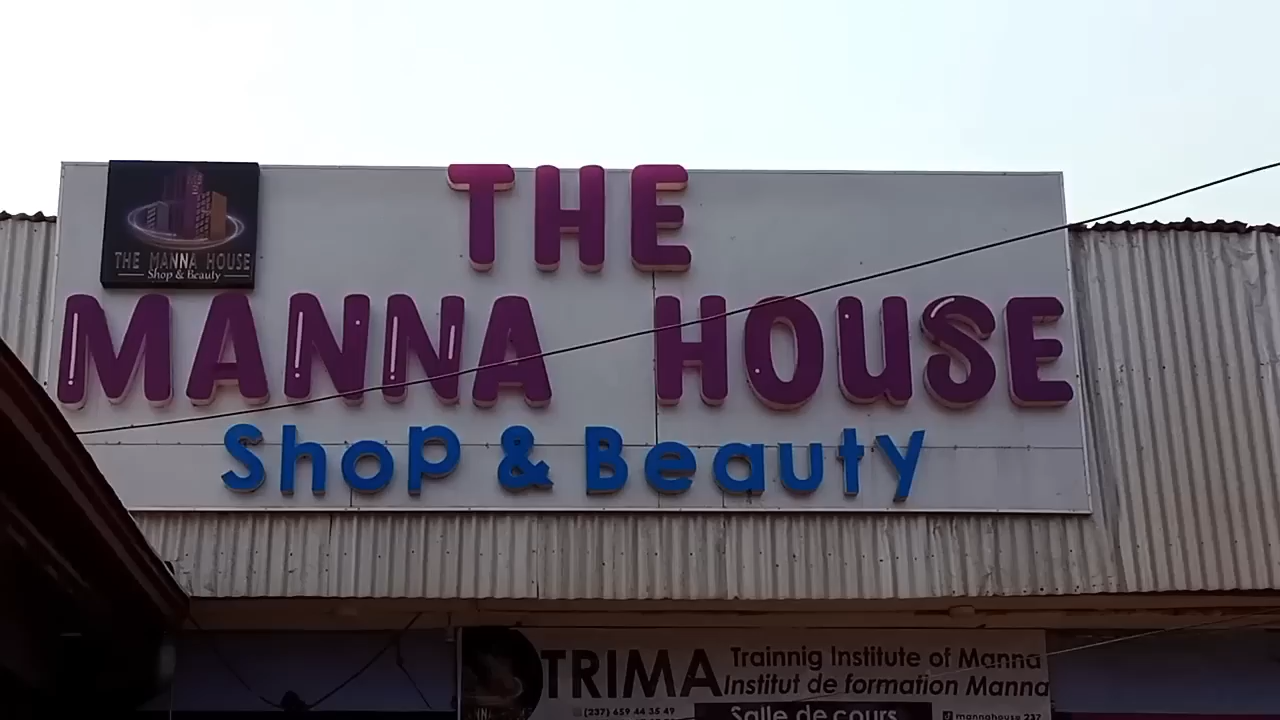 THE MANNA HOUSE
Shop & Beauty
THE
MANNA HOUSE
Shop & Beauty
TRIMA
Trainnig Institute of Manna
Institut de formation Manna
(237) 659 44 35 49
Salle de cours
mannahouse 237